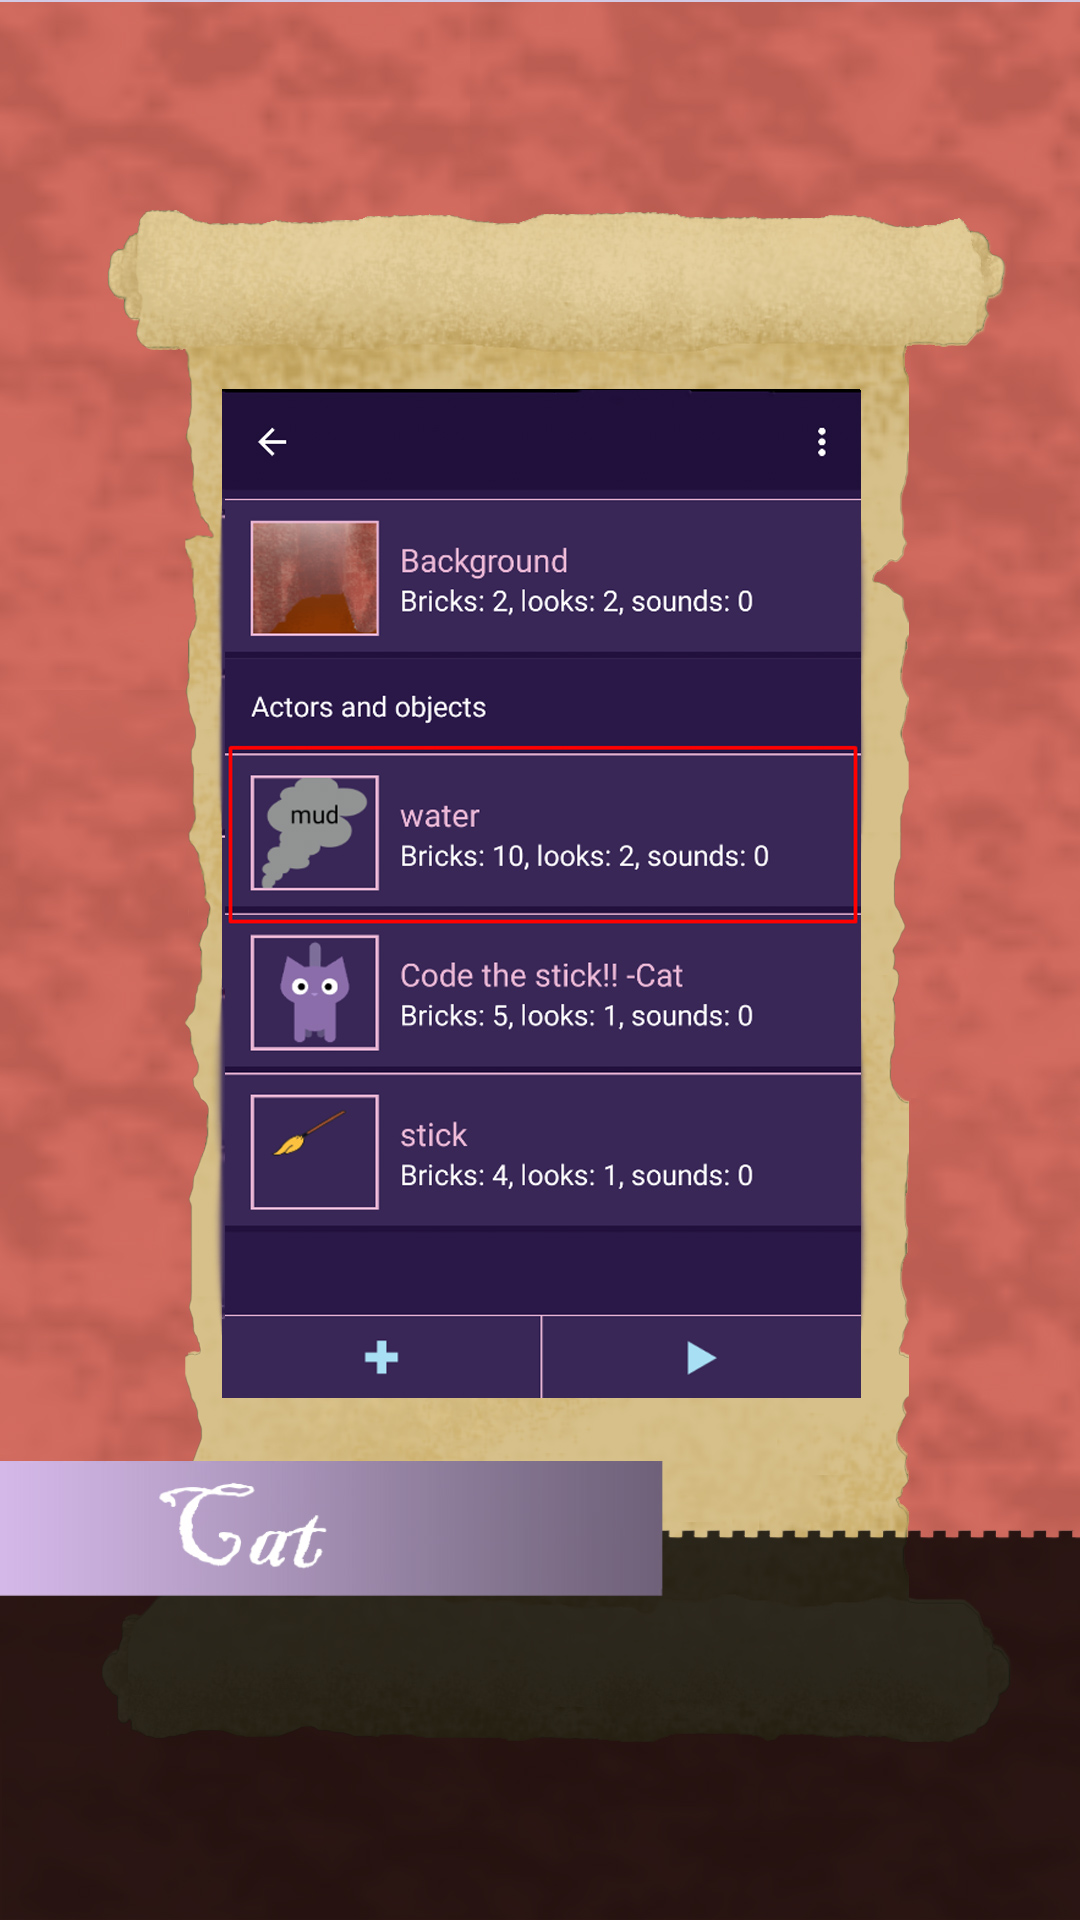 Background
Bricks: 2, looks: 2, sounds: 0
Actors and objects
mud
water
Bricks: 10, looks: 2, sounds: 0
Code the stick!! -Cat
Bricks: 5, looks: 1, sounds: 0
stick
Bricks: 4, looks: 1, sounds: 0
Cat